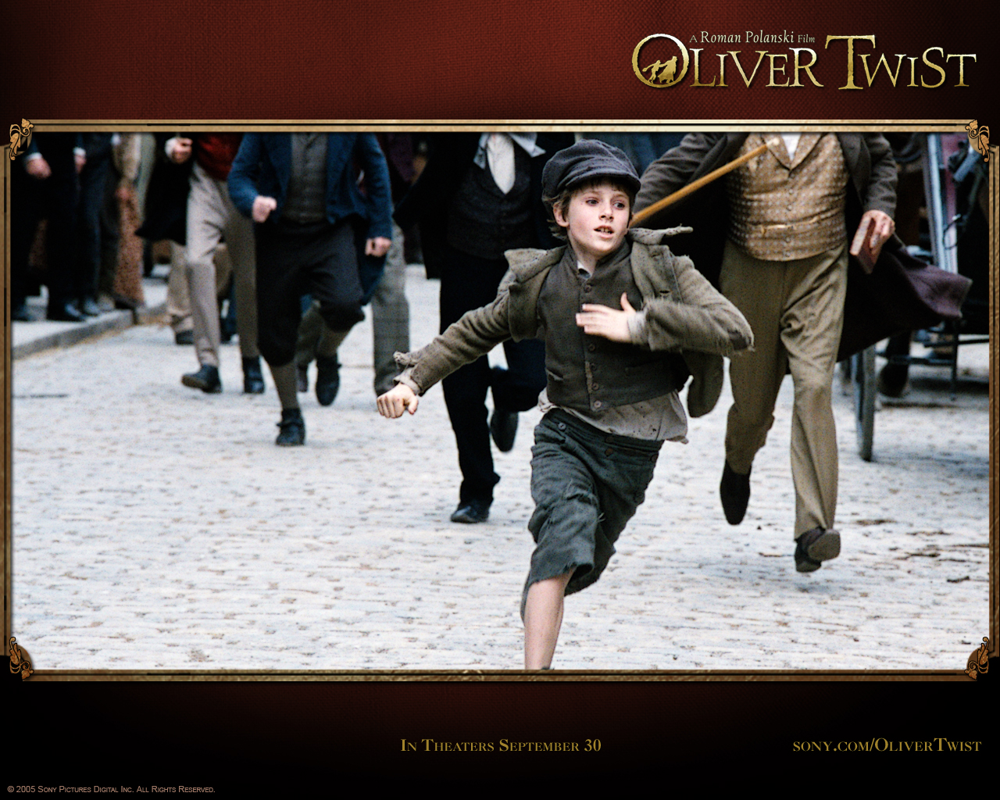 A Roman Polanski Film
OLIVER TWIST
In Theaters September 30
sony.com/OliverTwist
© 2005 Sony Pictures Digital Inc. All Rights Reserved.